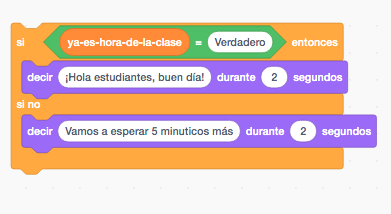 si ya-es-hora-de-la-clase = Verdadero entonces
decir ¡Hola estudiantes, buen día! durante 2 segundos
si no
decir Vamos a esperar 5 minuticos más durante 2 segundos